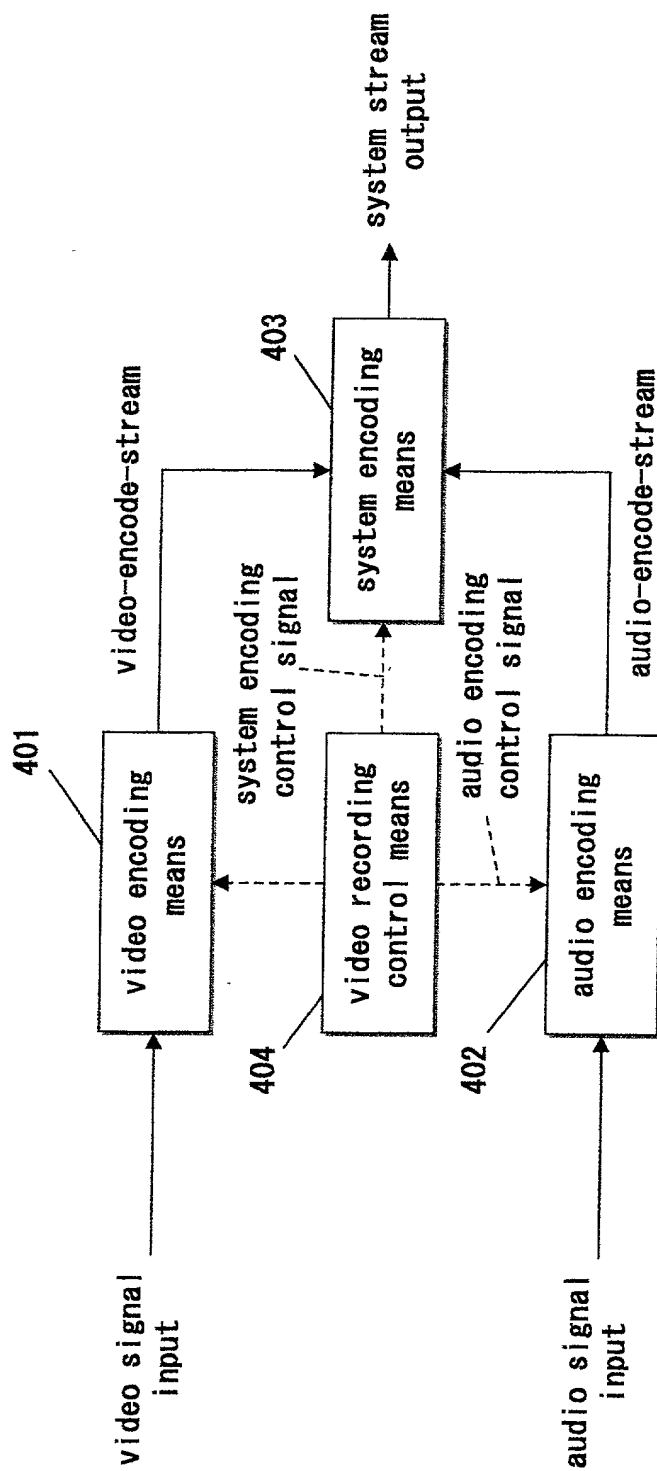 401
video signal
input
video encoding
means
video-encode-stream
404
video recording
control means
system encoding
control signal
403
system encoding
means
system stream
output
audio encoding
control signal
402
audio signal
input
audio encoding
means
audio-encode-stream